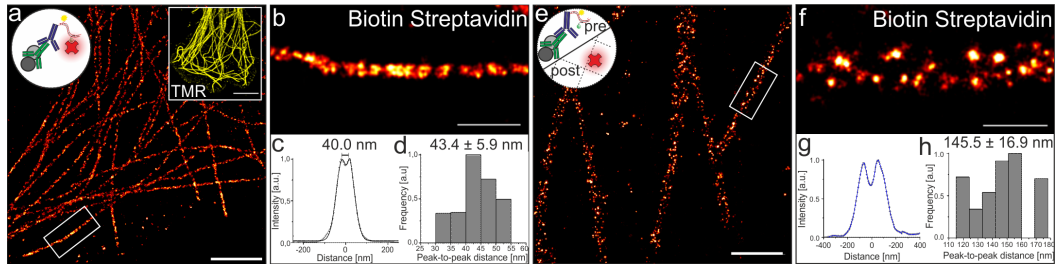 a
TMR
b
Biotin Streptavidin
c
40.0 nm
Intensity [a.u]
1,0
0,5
0,0
-200
0
200
Distance [nm]
d
43.4 ± 5.9 nm
Frequency [a.u]
1.0
0.5
0.0
25
30
35
40
45
50
55
60
Peak-to-peak distance [nm]
e
pre
post
f
Biotin Streptavidin
g
Intensity [a.u]
1,0
0,5
0,0
-400
-200
0
200
400
Distance [nm]
h
145.5 ± 16.9 nm
Frequency [a.u]
1.0
0.5
0.0
110
120
130
140
150
160
170
180
Peak-to-peak distance [nm]